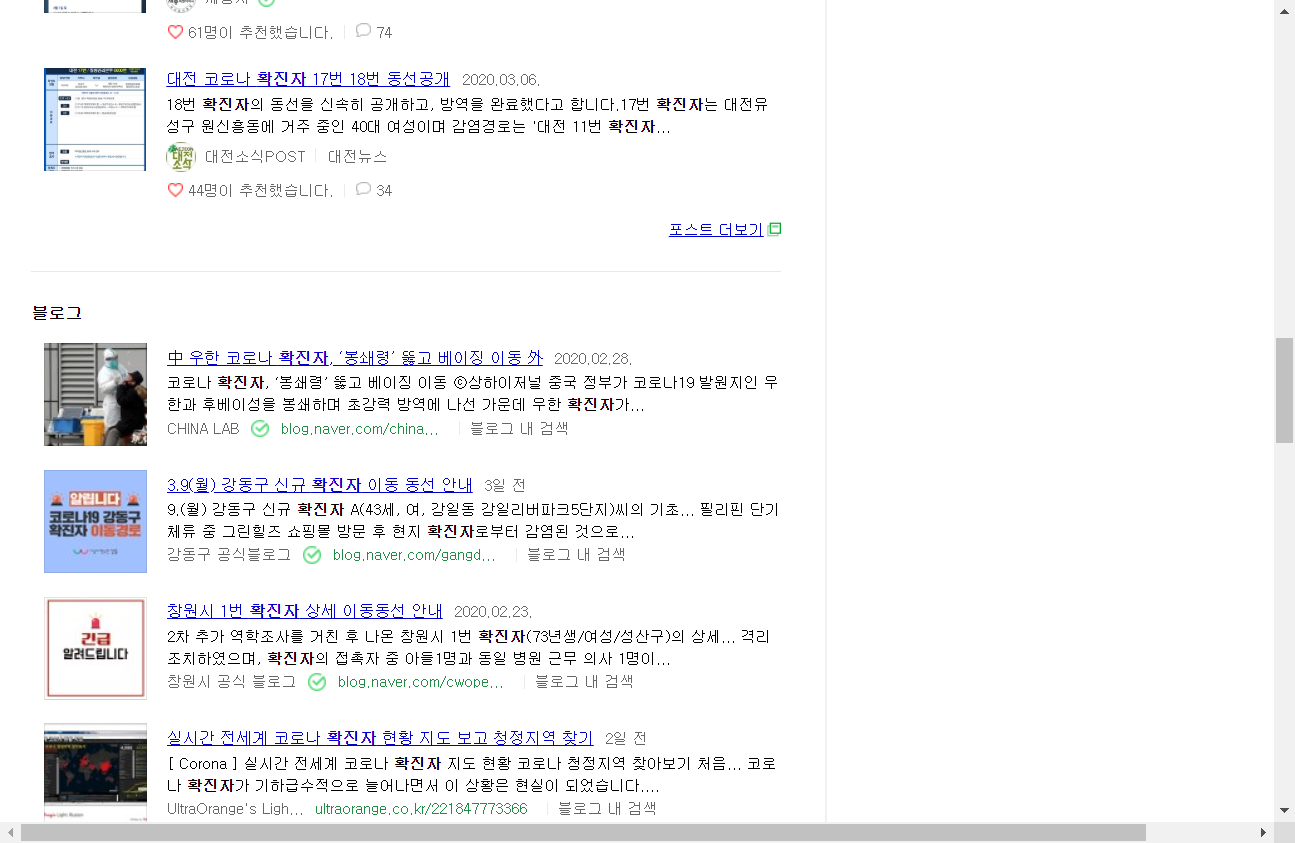 61명이 추천했습니다. 74
대전 코로나 확진자 17번 18번 동선공개 2020.03.06.
18번 확진자의 동선을 신속히 공개하고, 방역을 완료했다고 합니다.17번 확진자는 대전유
성구 원신흥동에 거주 중인 40대 여성이며 감염경로는 '대전 11번 확진자...
대전소식POST 대전뉴스
44명이 추천했습니다. 34
포스트 더보기
블로그
中 우한 코로나 확진자, ‘봉쇄령’ 뚫고 베이징 이동 外 2020.02.28.
코로나 확진자, ‘봉쇄령’ 뚫고 베이징 이동 ©상하이저널 중국 정부가 코로나19 발원지인 우
한과 후베이성을 봉쇄하며 초강력 방역에 나선 가운데 우한 확진자가...
CHINA LAB blog.naver.com/china... 블로그 내 검색
알립니다
코로나19 강동구
확진자 이동경로
3.9(월) 강동구 신규 확진자 이동 동선 안내 3일 전
9.(월) 강동구 신규 확진자 A(43세, 여, 강일동 강일리버파크5단지)씨의 기초... 필리핀 단기
체류 중 그린힐즈 쇼핑몰 방문 후 현지 확진자로부터 감염된 것으로...
강동구 공식블로그 blog.naver.com/gangd... 블로그 내 검색
긴급
알려드립니다
창원시 1번 확진자 상세 이동동선 안내 2020.02.23.
2차 추가 역학조사를 거친 후 나온 창원시 1번 확진자(73년생/여성/성산구)의 상세... 격리
조치하였으며, 확진자의 접촉자 중 아들1명과 동일 병원 근무 의사 1명이...
창원시 공식 블로그 blog.naver.com/cwope... 블로그 내 검색
실시간 전세계 코로나 확진자 현황 지도 보고 청정지역 찾기 2일 전
[ Corona ] 실시간 전세계 코로나 확진자 지도 현황 코로나 청정지역 찾아보기 처음... 코로
나 확진자가 기하급수적으로 늘어나면서 이 상황은 현실이 되었습니다....
UltraOrange's Ligh... ultraorange.co.kr/221847773366 블로그 내 검색